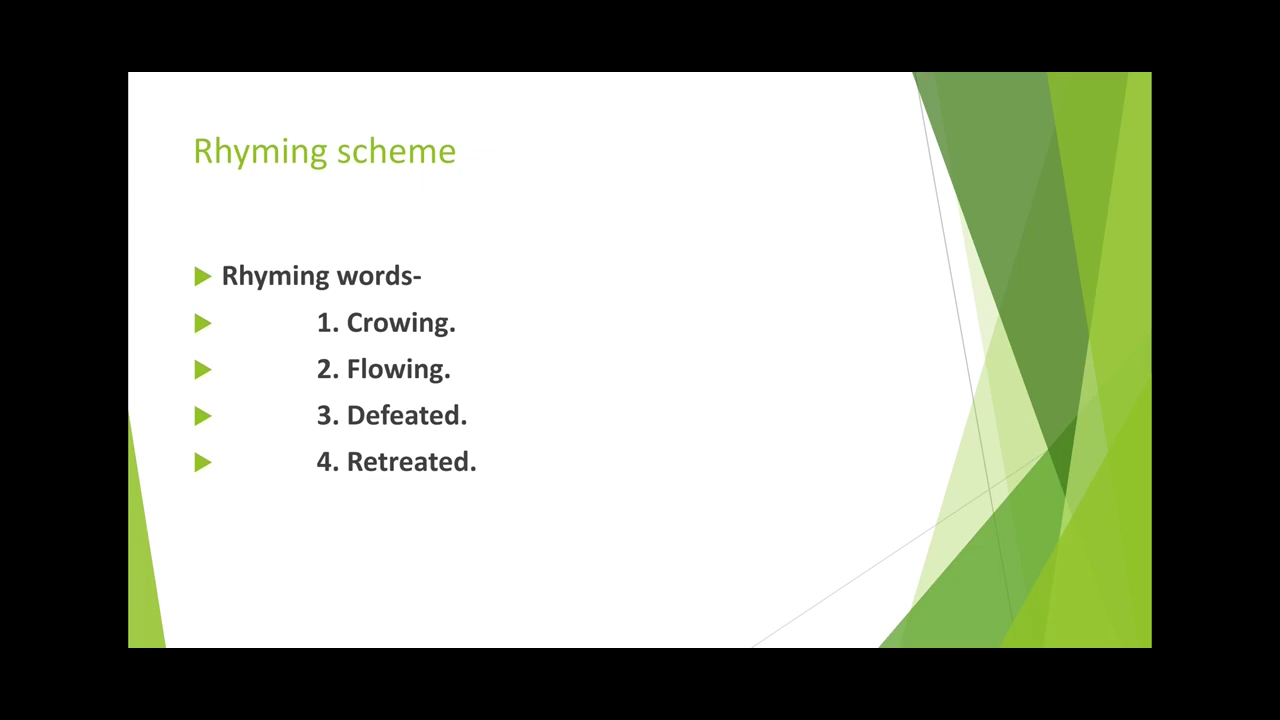 Rhyming scheme
Rhyming words-
1. Crowing.
2. Flowing.
3. Defeated.
4. Retreated.